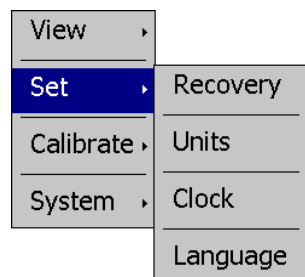 View
Set
Calibrate
System
Recovery
Units
Clock
Language